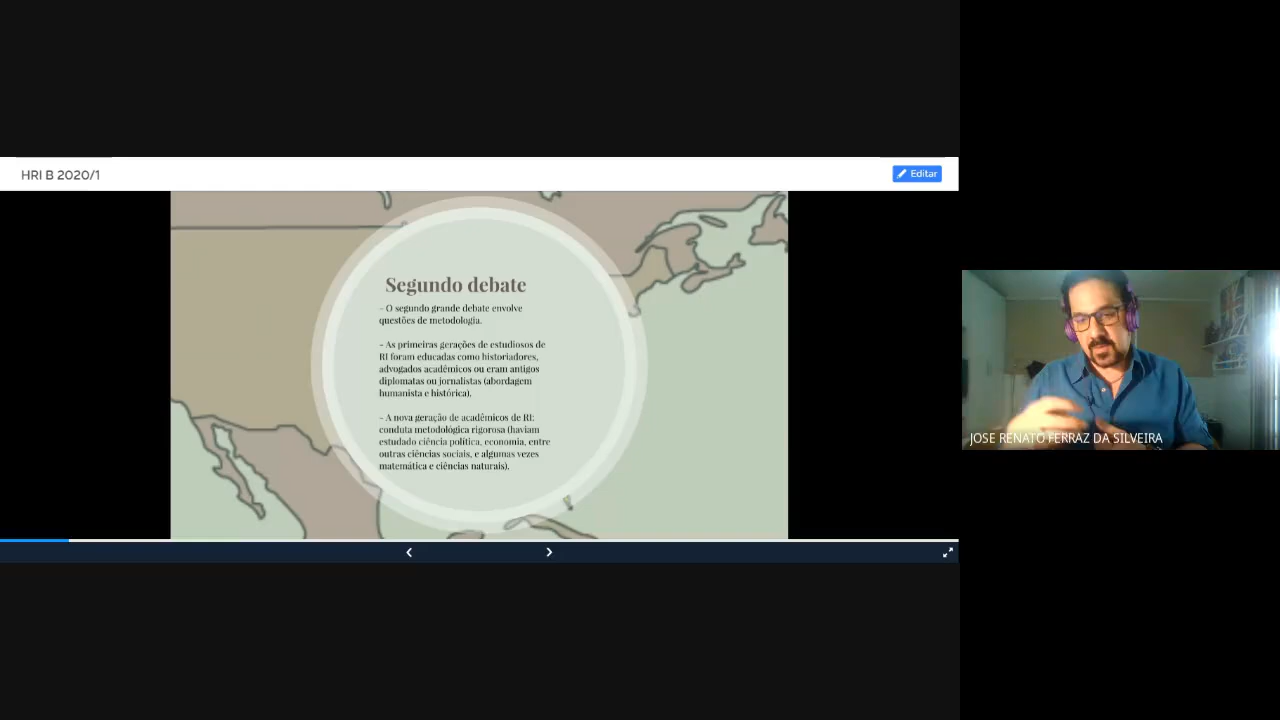 HRI B 2020/1
Editar
Segundo debate
- O segundo grande debate envolve
questões de metodologia.
- As primeiras gerações de estudiosos de
RI foram educadas como historiadores,
advogados acadêmicos ou eram antigos
diplomatas ou jornalistas (abordagem
humanista e histórica).
- A nova geração de acadêmicos de RI:
conduta metodológica rigorosa (haviam
estudado ciência política, economia, entre
outras ciências sociais, e algumas vezes
matemática e ciências naturais).
JOSE RENATO FERRAZ DA SILVEIRA